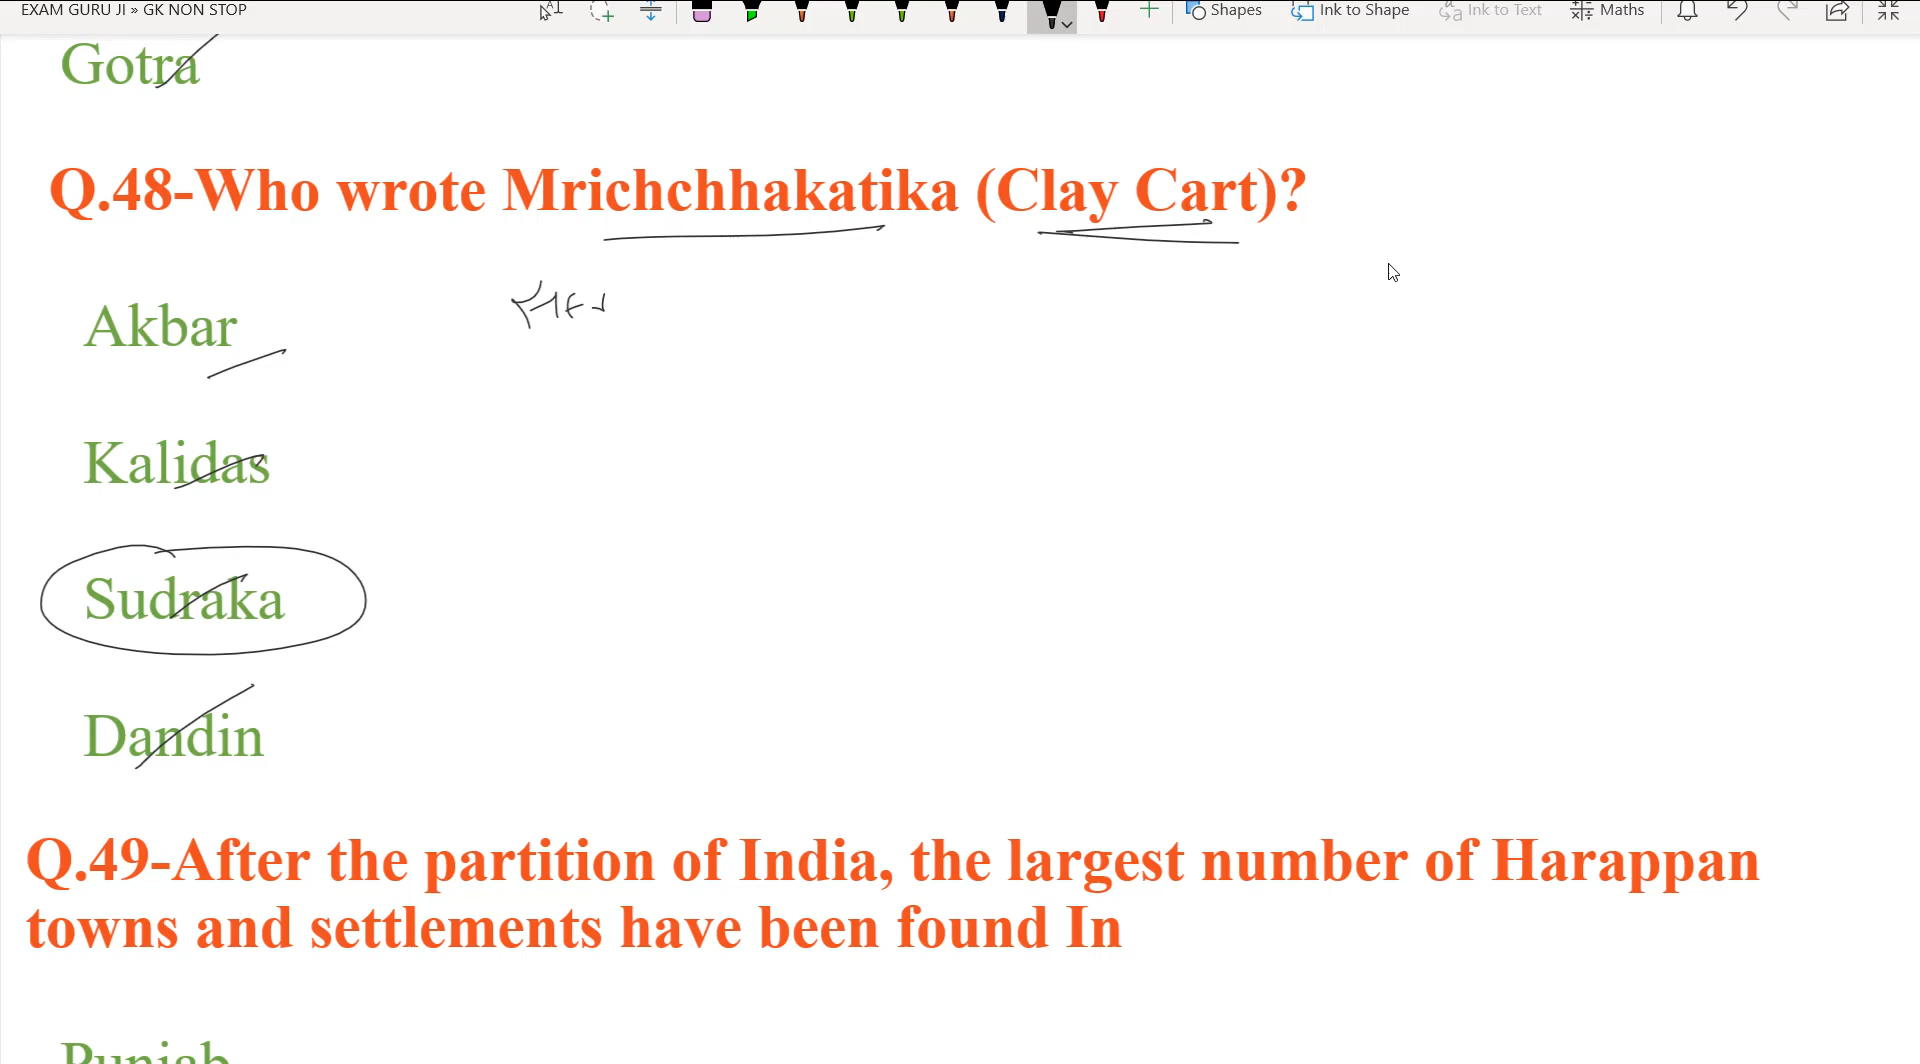 EXAM GURU JI » GK NON STOP
Shapes Ink to Shape Ink to Text Maths
Gotra
Q.48-Who wrote Mrichchhakatika (Clay Cart)?
Akbar
Kalidas
Sudraka
Dandin
Q.49-After the partition of India, the largest number of Harappan
towns and settlements have been found In
Punjab